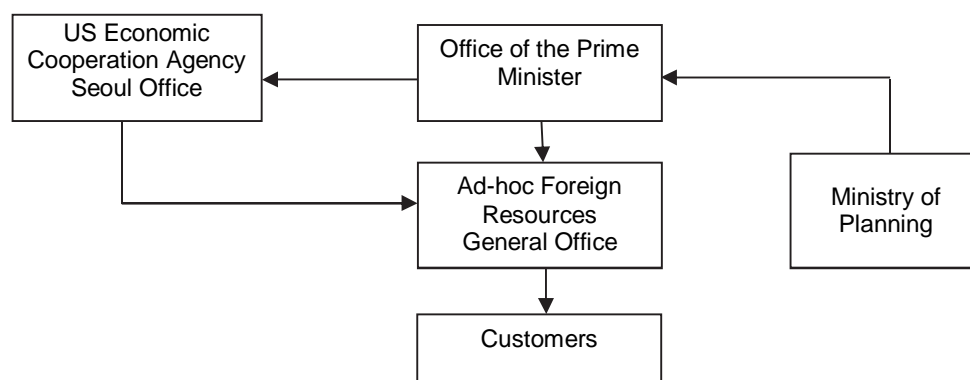 US Economic
Cooperation Agency
Seoul Office
Office of the Prime
Minister
Ad-hoc Foreign
Resources
General Office
Ministry of
Planning
Customers